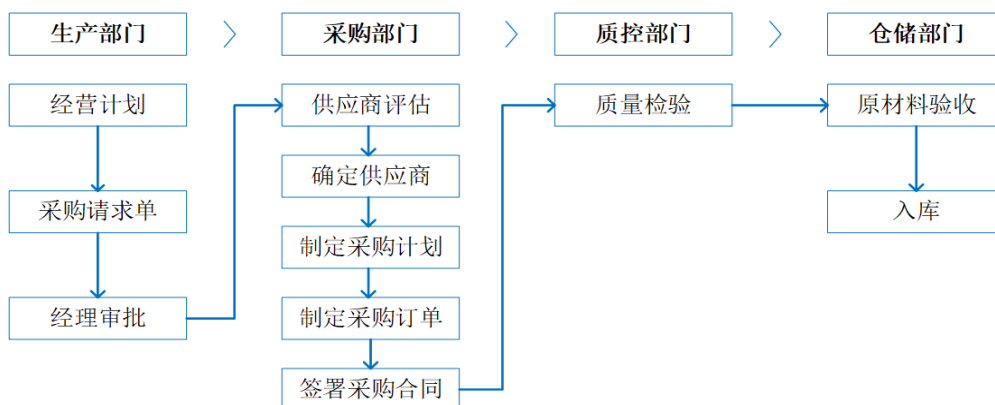 生产部门
采购部门
质控部门
仓储部门
经营计划
采购请求单
经理审批
供应商评估
确定供应商
制定采购计划
制定采购订单
签署采购合同
质量检验
原材料验收
入库